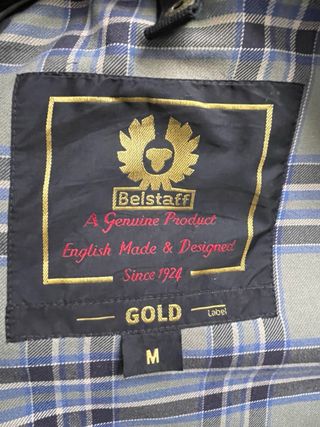 Belstaff
A Genuine Product
English Made & Designed
Since 1924
GOLD Label
M